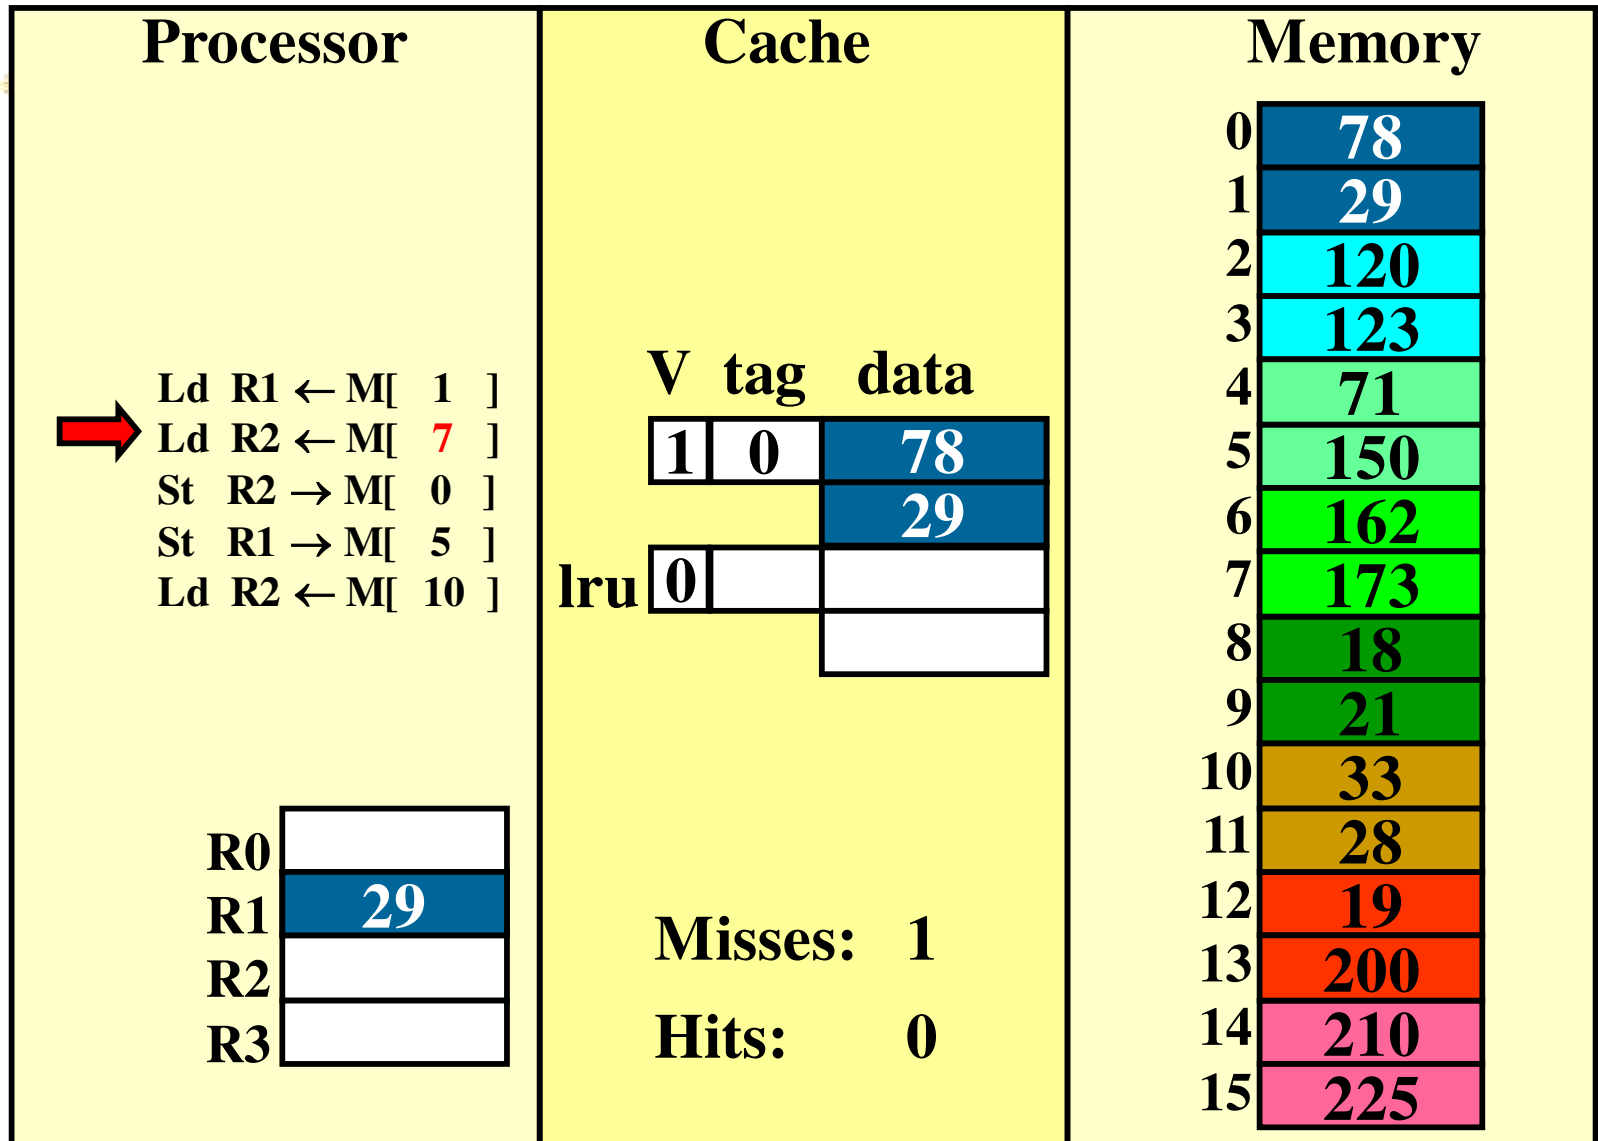 Processor
Ld R1 ← M[ 1 ]
Ld R2 ← M[ 7 ]
St R2 → M[ 0 ]
St R1 → M[ 5 ]
Ld R2 ← M[ 10 ]
R0
R1 29
R2
R3
Cache
V tag data
1 0 78
29
lru 0
Misses: 1
Hits: 0
Memory
0 78
1 29
2 120
3 123
4 71
5 150
6 162
7 173
8 18
9 21
10 33
11 28
12 19
13 200
14 210
15 225